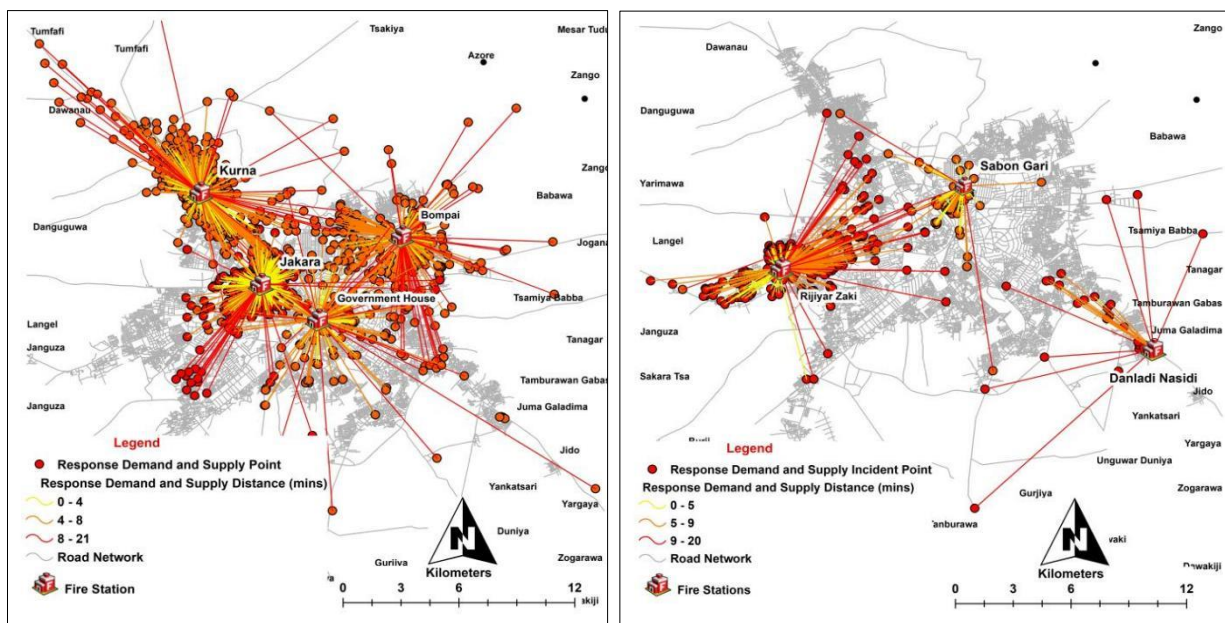 Tumfafi
Tsakiya
Mesar Tudu
Tumfafi
Azore
Zango
Dawanau
Zango
Kurna
Babawa
Bompai
Danguguwa
Jogana
Jakara
Government House
Tsamiya Babba
Langel
Janguza
Tanagar
Tamburawan Gabas
Janguza
Juma Galadima
Legend
Jido
Response Demand and Supply Point
Response Demand and Supply Distance (mins)
Yankatsari
0 - 4
Yargaya
4 - 8
8 - 21
N
Duniya
Road Network
Zogarawa
Kilometers
Fire Station
0 3 6 12
Zango
Dawanau
Danguguwa
Babawa
Sabon Gari
Yarimawa
Langel
Tsamiya Babba
Tanagar
Rijiyar Zaki
Tamburawan Gabas
Janguza
Juma Galadima
Sakara Tsa
Danladi Nasidi
Jido
Yankatsari
Legend
Yargaya
Response Demand and Supply Incident Point
Unguwar Duniya
Response Demand and Supply Distance (mins)
Zogarawa
0 - 5
Gurjiya
5 - 9
9 - 20
N
Road Network
Kilometers
Fire Stations
0 3 6 12